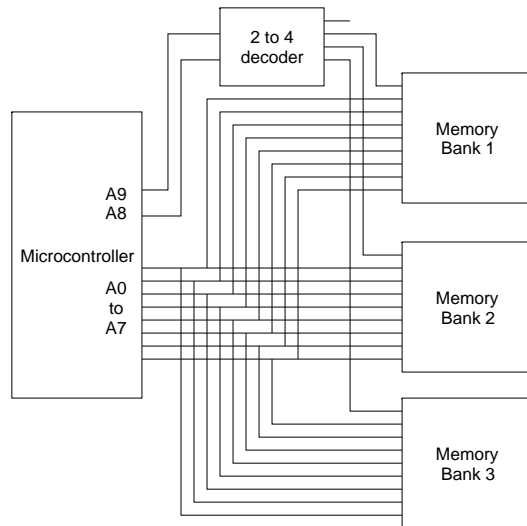 2 to 4
decoder
Memory
Bank 1
A9
A8
Microcontroller
A0
to
A7
Memory
Bank 2
Memory
Bank 3